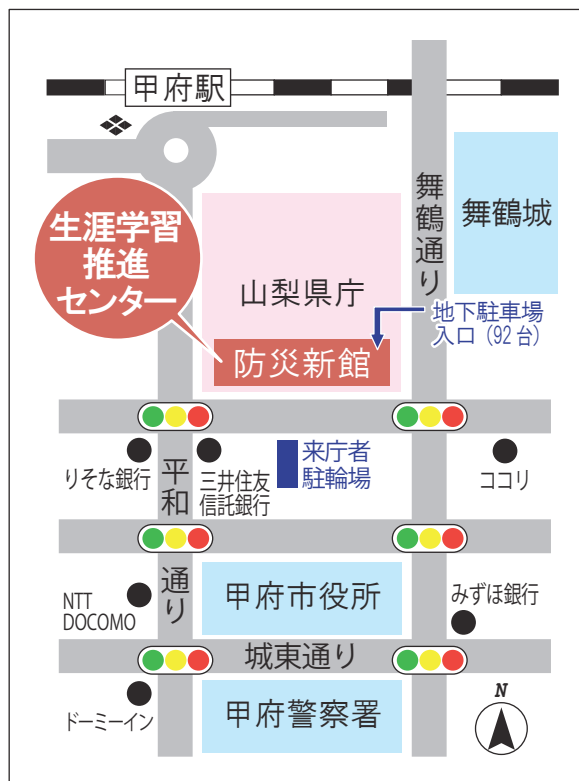 甲府駅
生涯学習
推進
センター
山梨県庁
防災新館
舞鶴通り
舞鶴城
地下駐車場
入口（92台）
りそな銀行
平和通り
三井住友
信託銀行
来庁者
駐輪場
ココリ
NTT
DOCOMO
甲府市役所
みずほ銀行
城東通り
ドーミーイン
甲府警察署
N